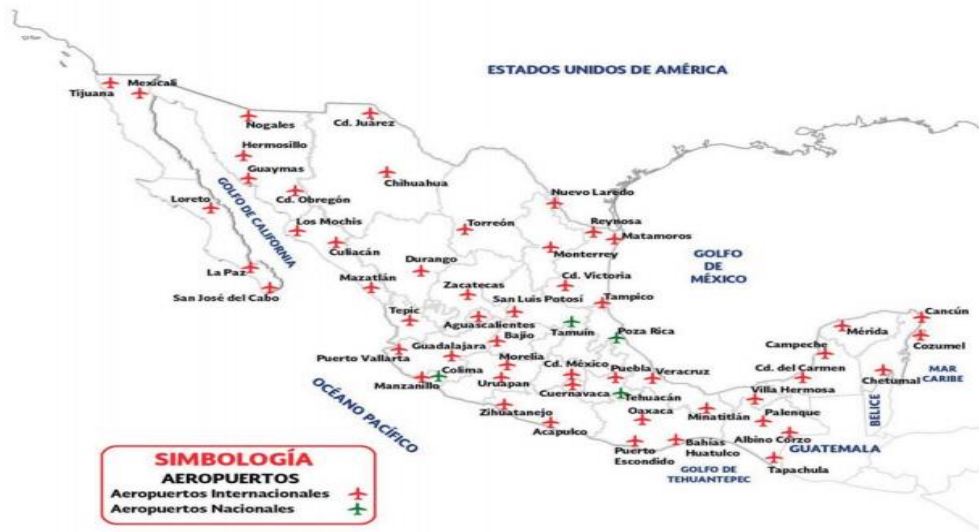 ESTADOS UNIDOS DE AMÉRICA
Mexicali
Tijuana
Nogales
Cd. Juárez
Hermosillo
Guaymas
Chihuahua
Cd. Obregón
Loreto
GOLFO DE CALIFORNIA
Nuevo Laredo
Los Mochis
Torreón
Reynosa
Matamoros
Culiacán
Monterrey
Durango
GOLFO
DE
MÉXICO
La Paz
Mazatlán
Cd. Victoria
Zacatecas
San José del Cabo
San Luis Potosí
Tampico
Cancún
Tepic
Aguascalientes
Tamuín
Poza Rica
Mérida
Bajío
Guadalajara
Campeche
Cozumel
Puerto Vallarta
Morelia
Cd. México
Puebla
Veracruz
Cd. del Carmen
MAR
CARIBE
Colima
Chetumal
Manzanillo
Uruapan
Cuernavaca
Tehuacán
Villa Hermosa
OCÉANO PACÍFICO
Zihuatanejo
Oaxaca
Minatitlán
Palenque
BELICE
Acapulco
Albino Corzo
Puerto
Escondido
Bahías
Huatulco
GUATEMALA
GOLFO DE
TEHUANTEPEC
Tapachula
SIMBOLOGÍA
AEROPUERTOS
Aeropuertos Internacionales
Aeropuertos Nacionales